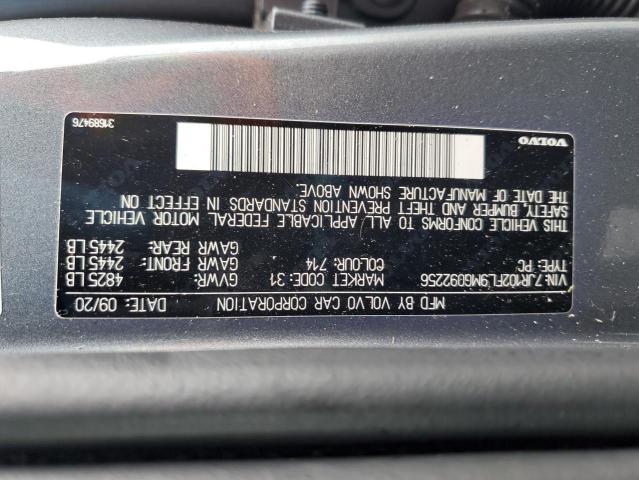 MFD BY VOLVO CAR CORPORATION DATE: 09/20
VIN: 7JR102FL9MG092256
TYPE: PC
MARKET CODE: 31
COLOUR: 714
GVWR: 4825 LB
GAWR FRONT: 2445 LB
GAWR REAR: 2445 LB
THIS VEHICLE CONFORMS TO ALL APPLICABLE FEDERAL MOTOR VEHICLE
SAFETY, BUMPER AND THEFT PREVENTION STANDARDS IN EFFECT ON
THE DATE OF MANUFACTURE SHOWN ABOVE
VOLVO
31689476